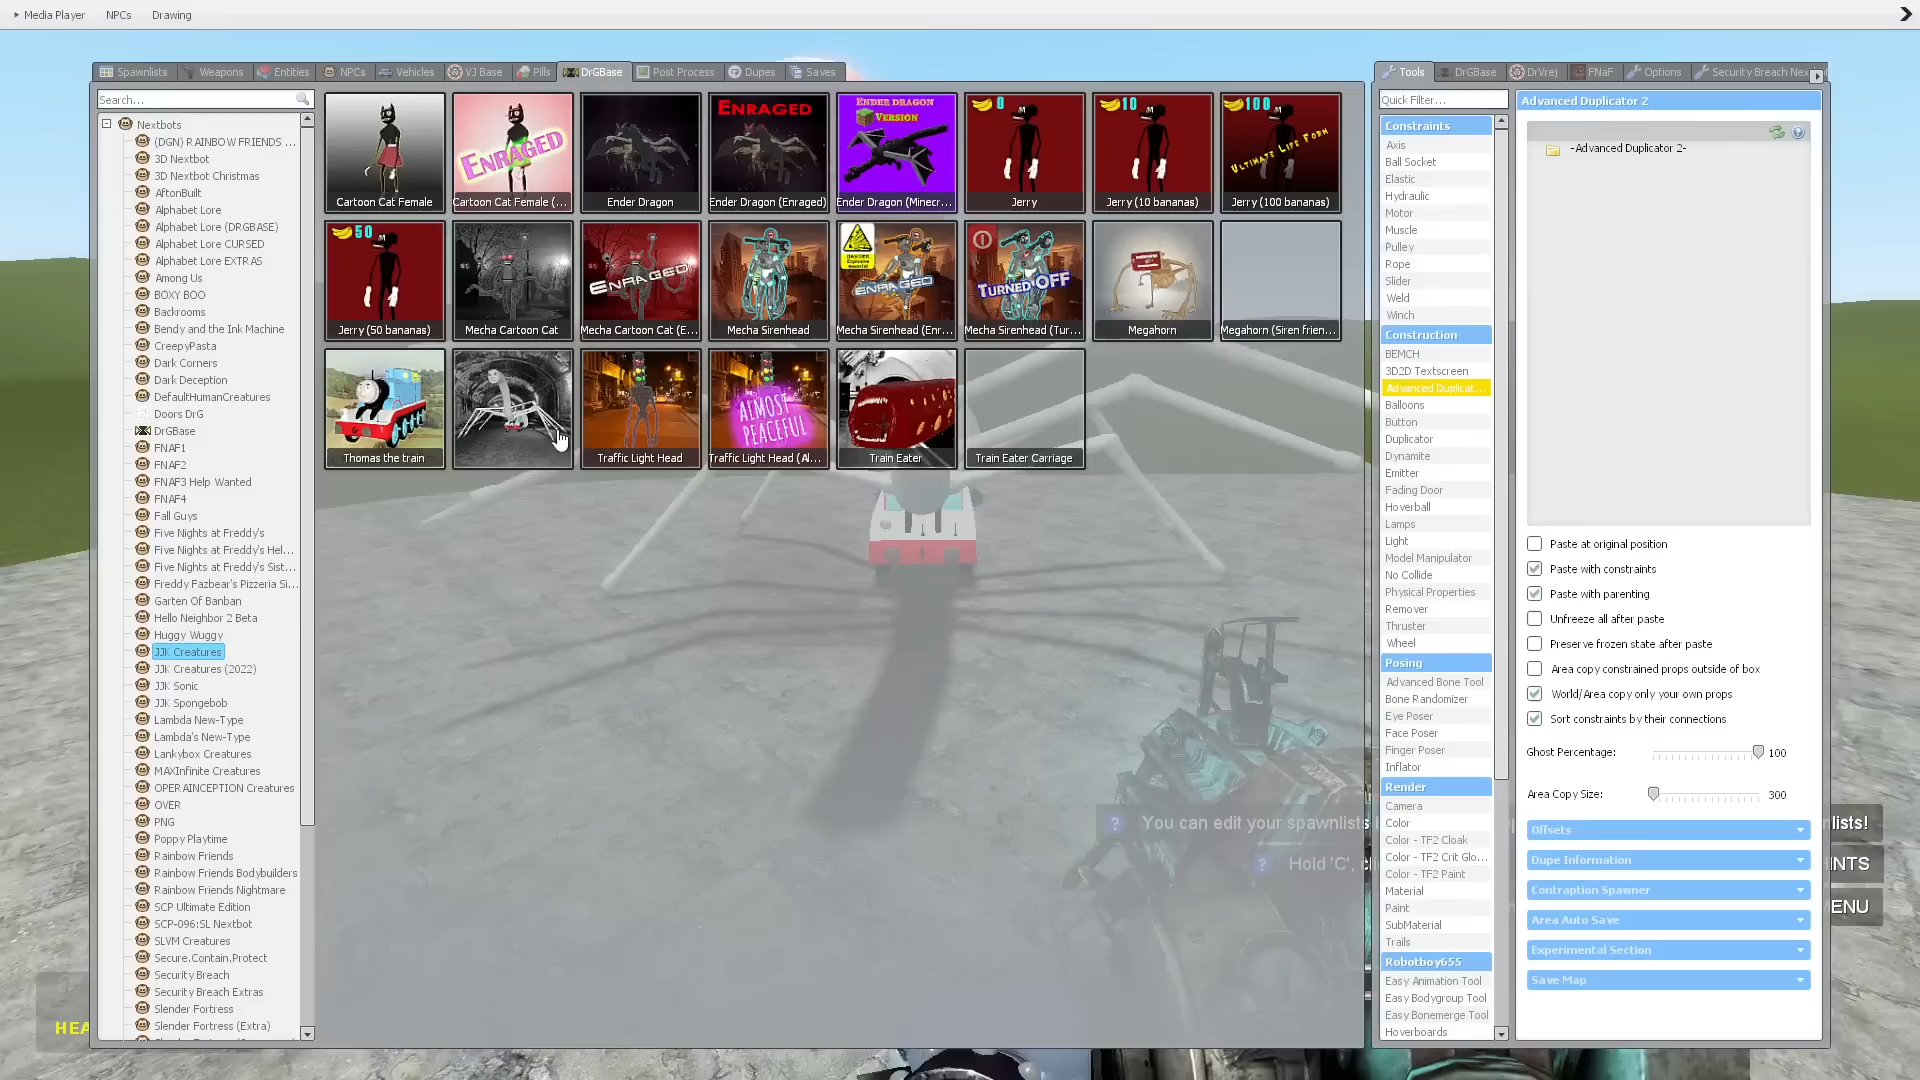 Media Player
NPCs
Drawing
Spawnlists
Weapons
Entities
NPCs
Vehicles
VJ Base
Pills
DrGBase
Post Process
Dupes
Saves
Search...
Nextbots
(DGN) RAINBOW FRIENDS ...
3D Nextbot
3D Nextbot Christmas
AftonBuilt
Alphabet Lore
Alphabet Lore (DRGBASE)
Alphabet Lore CURSED
Alphabet Lore EXTRAS
Among Us
BOXY BOO
Backrooms
Bendy and the Ink Machine
CreepyPasta
Dark Corners
Dark Deception
DefaultHumanCreatures
Doors DrG
DrGBase
FNAF1
FNAF2
FNAF3 Help Wanted
FNAF4
Fall Guys
Five Nights at Freddy's
Five Nights at Freddy's Hel...
Five Nights at Freddy's Sist...
Freddy Fazbear's Pizzeria Si...
Garten Of Banban
Hello Neighbor 2 Beta
Huggy Wuggy
JJK Creatures
JJK Creatures (2022)
JJK Sonic
JJK Spongebob
Lambda New-Type
Lambda's New-Type
Lankybox Creatures
MAXInfinite Creatures
OPERAINCEPTION Creatures
OVER
PNG
Poppy Playtime
Rainbow Friends
Rainbow Friends Bodybuilders
Rainbow Friends Nightmare
SCP Ultimate Edition
SCP-096:SL Nextbot
SLVM Creatures
Secure.Contain.Protect
Security Breach
Security Breach Extras
Slender Fortress
Slender Fortress (Extra)
HEA
Cartoon Cat Female
ENRAGED
Cartoon Cat Female (...
Ender Dragon
ENRAGED
Ender Dragon (Enraged)
ENDER DRAGON
VERSION
Ender Dragon (Minecr...
0
Jerry
10
Jerry (10 bananas)
100
ULTIMATE LIFE FORM
Jerry (100 bananas)
50
Jerry (50 bananas)
Mecha Cartoon Cat
ENRAGED
Mecha Cartoon Cat (E...
Mecha Sirenhead
DANGER
ENRAGED
Mecha Sirenhead (Enr...
TURNED OFF
Mecha Sirenhead (Tur...
Megahorn
Megahorn (Siren frien...
Thomas the train
Traffic Light Head
ALMOST
PEACEFUL
Traffic Light Head (Al...
Train Eater
Train Eater Carriage
You can edit your spawnlists
lists!
Hold 'C', cli
INTS
ENU
Tools
DrGBase
DrVrej
FNaF
Options
Security Breach Nextbot
Quick Filter...
Constraints
Axis
Ball Socket
Elastic
Hydraulic
Motor
Muscle
Pulley
Rope
Slider
Weld
Winch
Construction
BEMCH
3D2D Textscreen
Advanced Duplicat...
Balloons
Button
Duplicator
Dynamite
Emitter
Fading Door
Hoverball
Lamps
Light
Model Manipulator
No Collide
Physical Properties
Remover
Thruster
Wheel
Posing
Advanced Bone Tool
Bone Randomizer
Eye Poser
Face Poser
Finger Poser
Inflator
Render
Camera
Color
Color - TF2 Cloak
Color - TF2 Crit Glo...
Color - TF2 Paint
Material
Paint
SubMaterial
Trails
Robotboy655
Easy Animation Tool
Easy Bodygroup Tool
Easy Bonemerge Tool
Hoverboards
Advanced Duplicator 2
-Advanced Duplicator 2-
Paste at original position
Paste with constraints
Paste with parenting
Unfreeze all after paste
Preserve frozen state after paste
Area copy constrained props outside of box
World/Area copy only your own props
Sort constraints by their connections
Ghost Percentage: 100
Area Copy Size: 300
Offsets
Dupe Information
Contraption Spawner
Area Auto Save
Experimental Section
Save Map